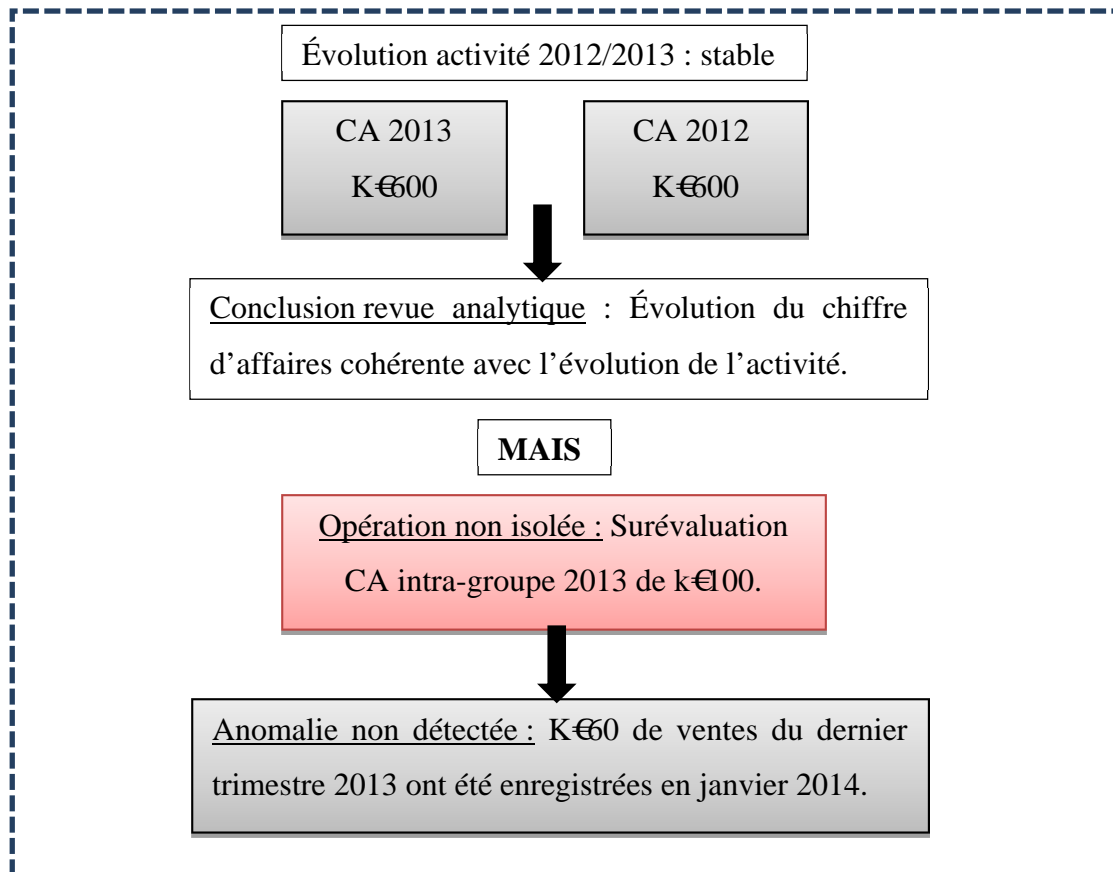 Évolution activité 2012/2013 : stable
CA 2013
K€600
CA 2012
K€600
Conclusion revue analytique : Évolution du chiffre
d’affaires cohérente avec l’évolution de l’activité.
MAIS
Opération non isolée : Surévaluation
CA intra-groupe 2013 de k€100.
Anomalie non détectée : K€60 de ventes du dernier
trimestre 2013 ont été enregistrées en janvier 2014.